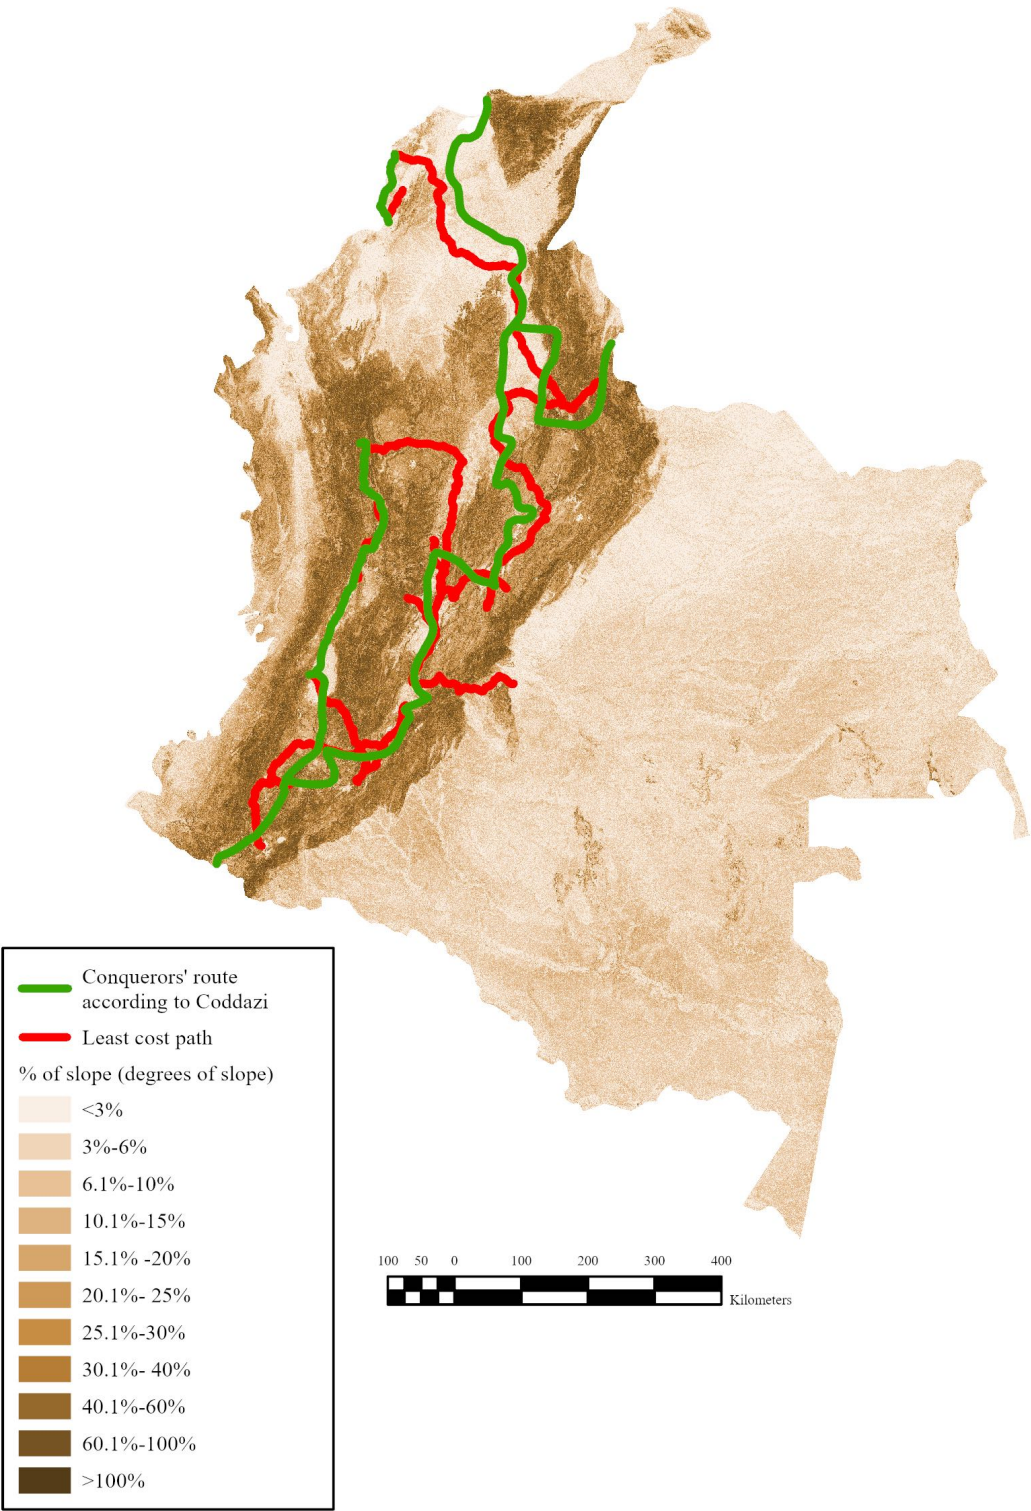 Conquerors' route
according to Coddazi
Least cost path
% of slope (degrees of slope)
<3%
3%-6%
6.1%-10%
10.1%-15%
15.1% -20%
20.1%- 25%
25.1%-30%
30.1%- 40%
40.1%-60%
60.1%-100%
>100%
100 50 0 100 200 300 400
Kilometers